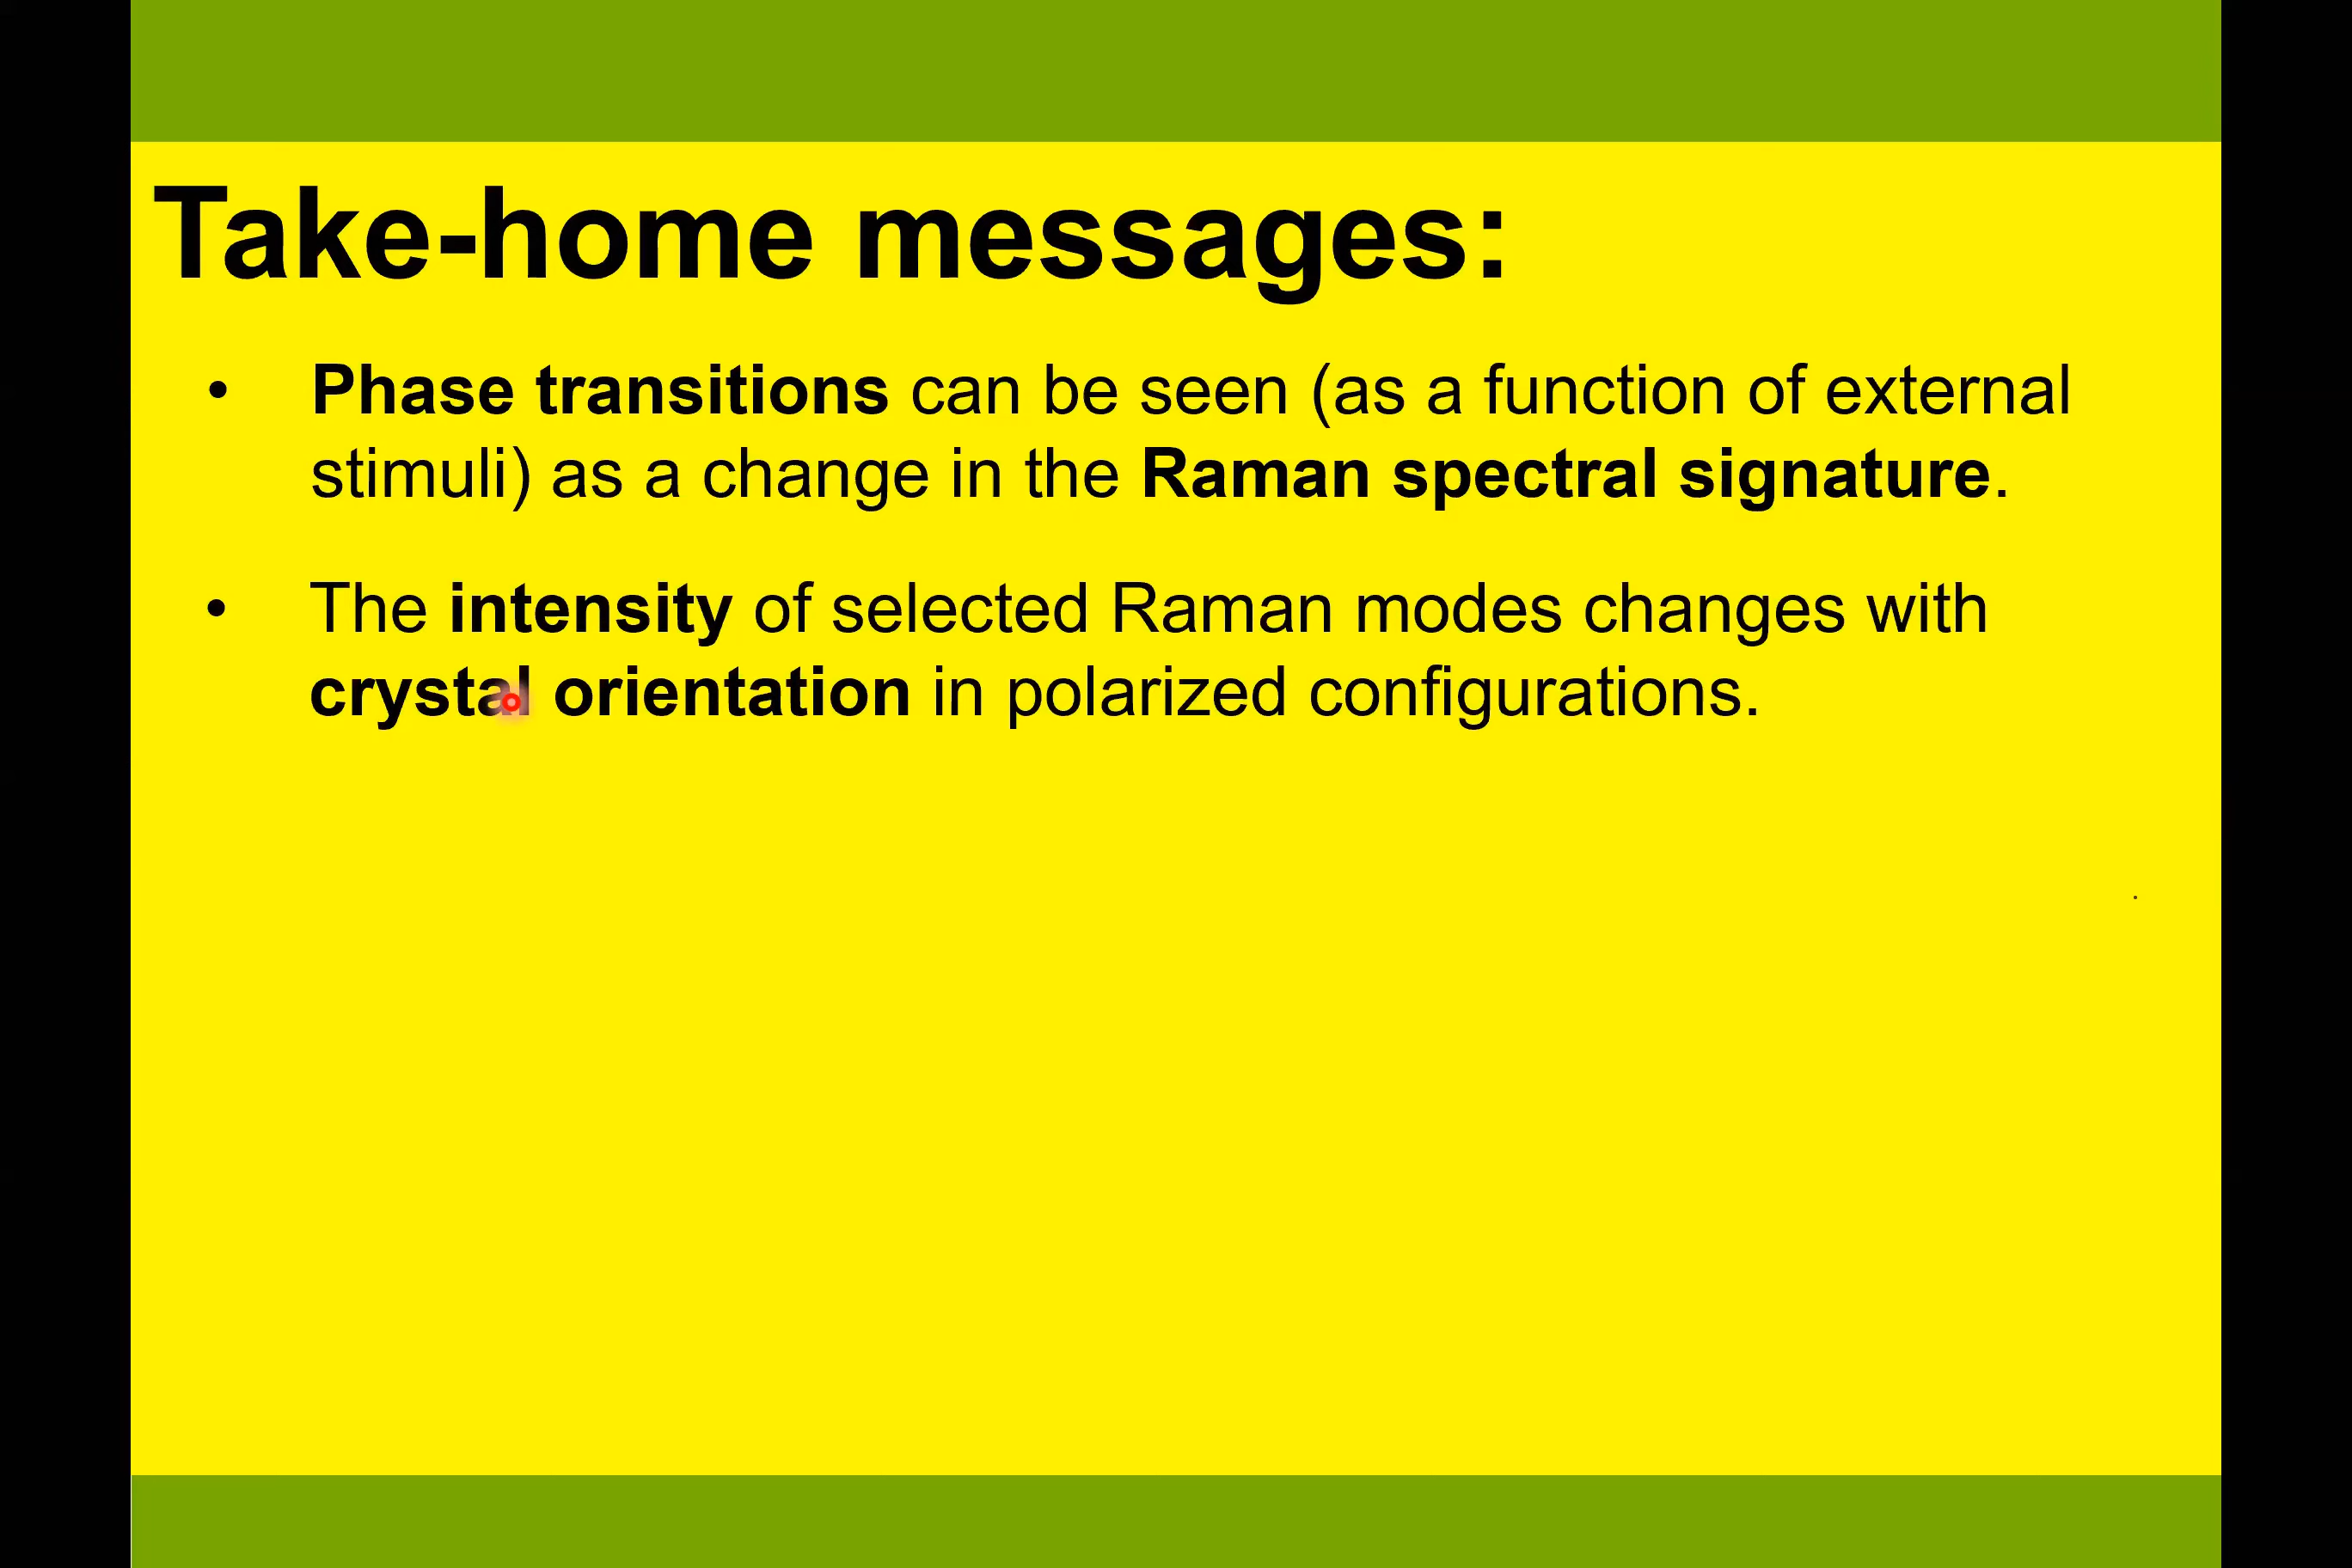 Take-home messages:
• Phase transitions can be seen (as a function of external
stimuli) as a change in the Raman spectral signature.
• The intensity of selected Raman modes changes with
crystal orientation in polarized configurations.